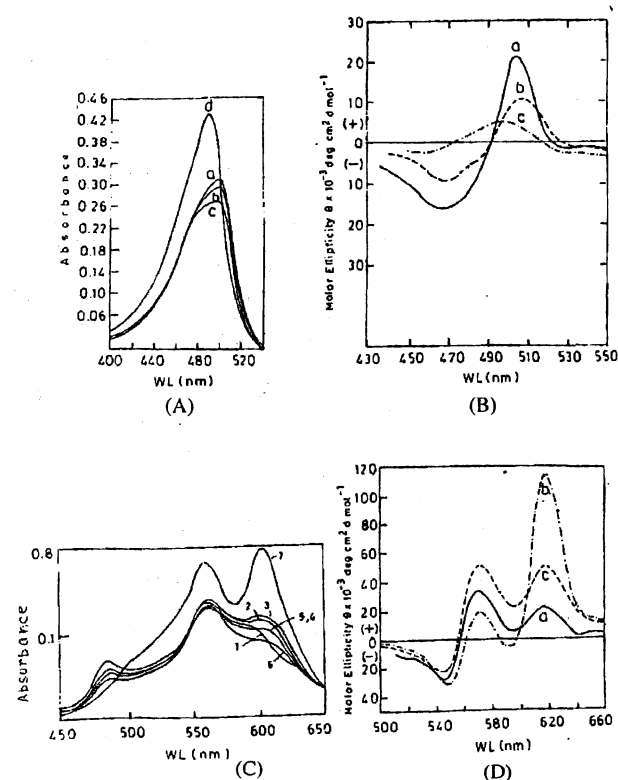 0.46
0.42
0.38
0.34
0.30
0.26
0.22
0.18
0.14
0.10
0.06
Absorbance
d
a
b
c
400 440 480 520
WL (nm)
(A)
30
20
10
(+)
0
(−)
10
20
30
Molar Ellipticity θ x 10⁻³ deg cm² d mol⁻¹
a
b
c
430 450 470 490 510 530 550
WL (nm)
(B)
0.8
0.1
Absorbance
7
2 3 1
5,4
1
6
450 500 550 600 650
WL (nm)
(C)
120
100
80
60
40
20
(+)
0
(−)
20
40
Molar Ellipticity θ x 10⁻³ deg cm² d mol⁻¹
b
c
a
500 540 580 620 660
WL (nm)
(D)